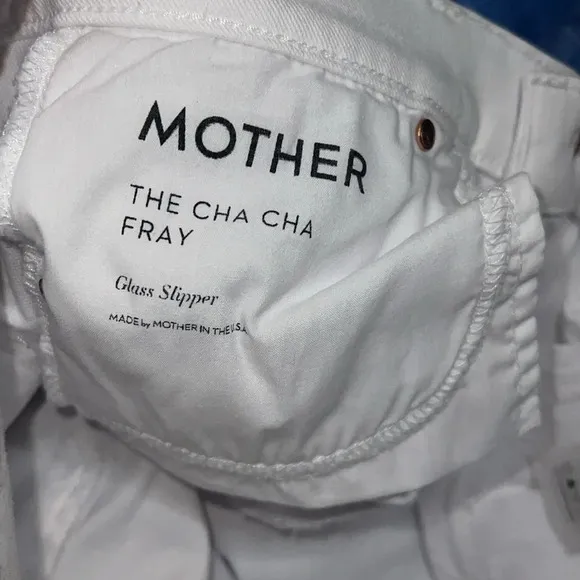 MOTHER
THE CHA CHA
FRAY
Glass Slipper
MADE by MOTHER IN THE U.S.A.